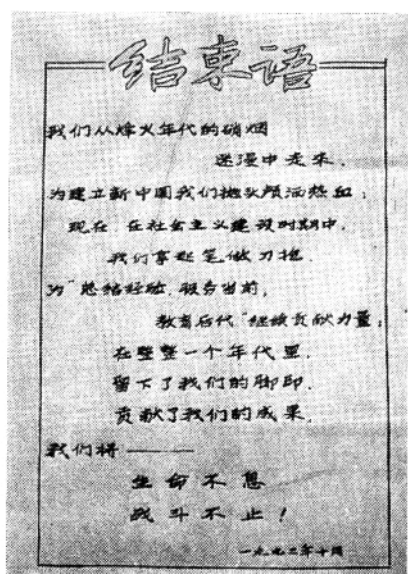 结束语
我们从烽火年代的硝烟
迷漫中走来,
为建立新中国我们抛头颅洒热血;
现在,在社会主义建设时期中,
我们拿起笔做刀枪,
为“总结经验,服务当前,
教育后代”继续贡献力量;
在整整一个年代里,
留下了我们的脚印,
贡献了我们的成果,
我们将———
生命不息
战斗不止!
一九九二年十月